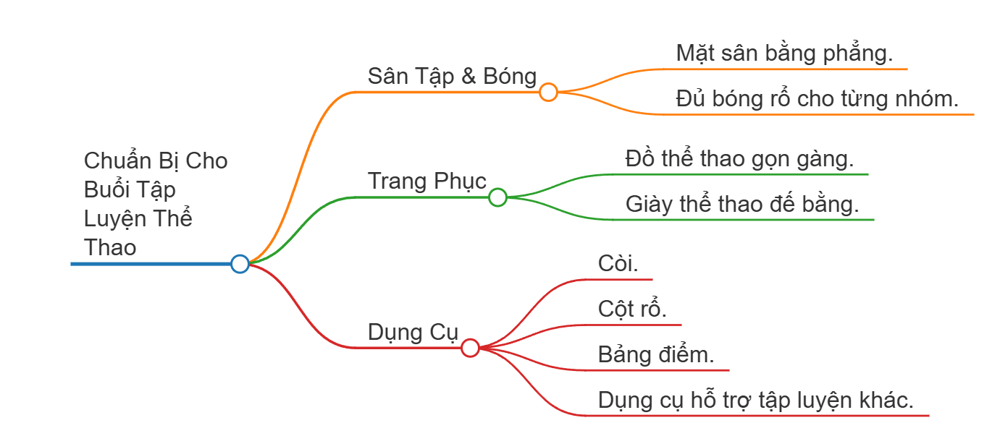 Chuẩn Bị Cho
Buổi Tập
Luyện Thể
Thao
Sân Tập & Bóng
Mặt sân bằng phẳng.
Đủ bóng rổ cho từng nhóm.
Trang Phục
Đồ thể thao gọn gàng.
Giày thể thao đế bằng.
Dụng Cụ
Còi.
Cột rổ.
Bảng điểm.
Dụng cụ hỗ trợ tập luyện khác.